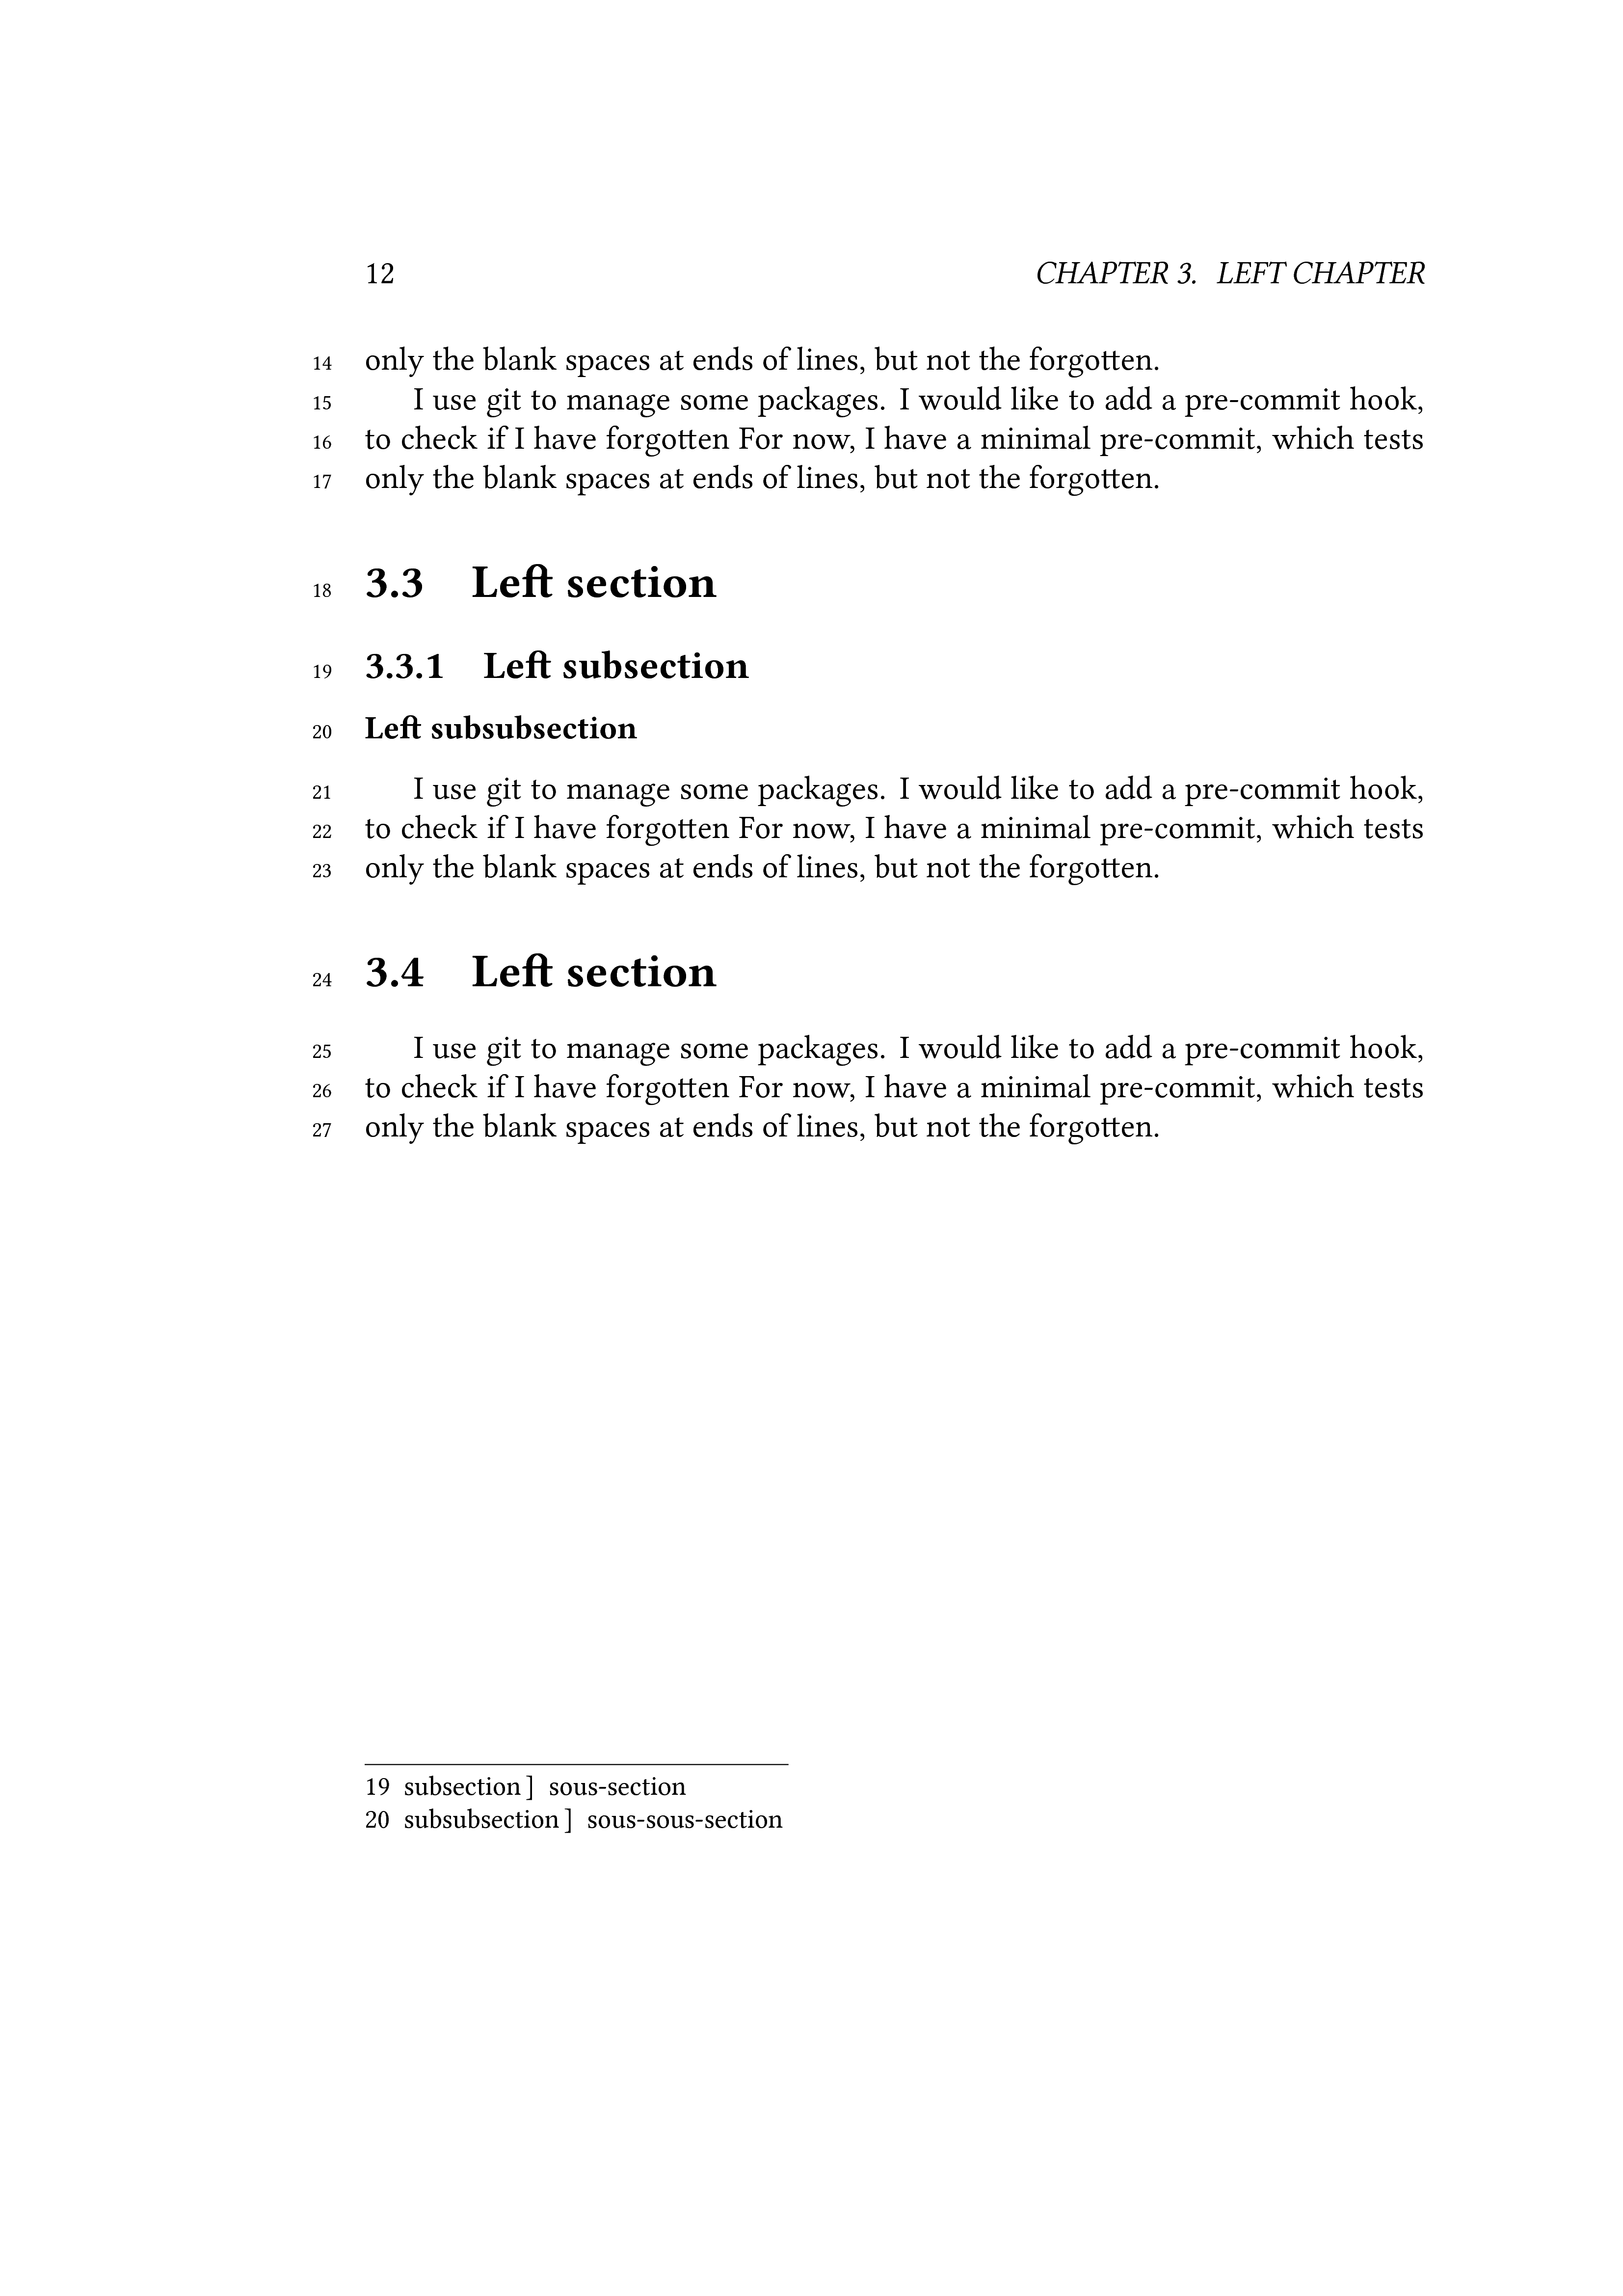 12 CHAPTER 3. LEFT CHAPTER
14 only the blank spaces at ends of lines, but not the forgotten.
15 I use git to manage some packages. I would like to add a pre-commit hook,
16 to check if I have forgotten For now, I have a minimal pre-commit, which tests
17 only the blank spaces at ends of lines, but not the forgotten.
18 3.3 Left section
19 3.3.1 Left subsection
20 Left subsubsection
21 I use git to manage some packages. I would like to add a pre-commit hook,
22 to check if I have forgotten For now, I have a minimal pre-commit, which tests
23 only the blank spaces at ends of lines, but not the forgotten.
24 3.4 Left section
25 I use git to manage some packages. I would like to add a pre-commit hook,
26 to check if I have forgotten For now, I have a minimal pre-commit, which tests
27 only the blank spaces at ends of lines, but not the forgotten.
19 subsection ] sous-section
20 subsubsection ] sous-sous-section